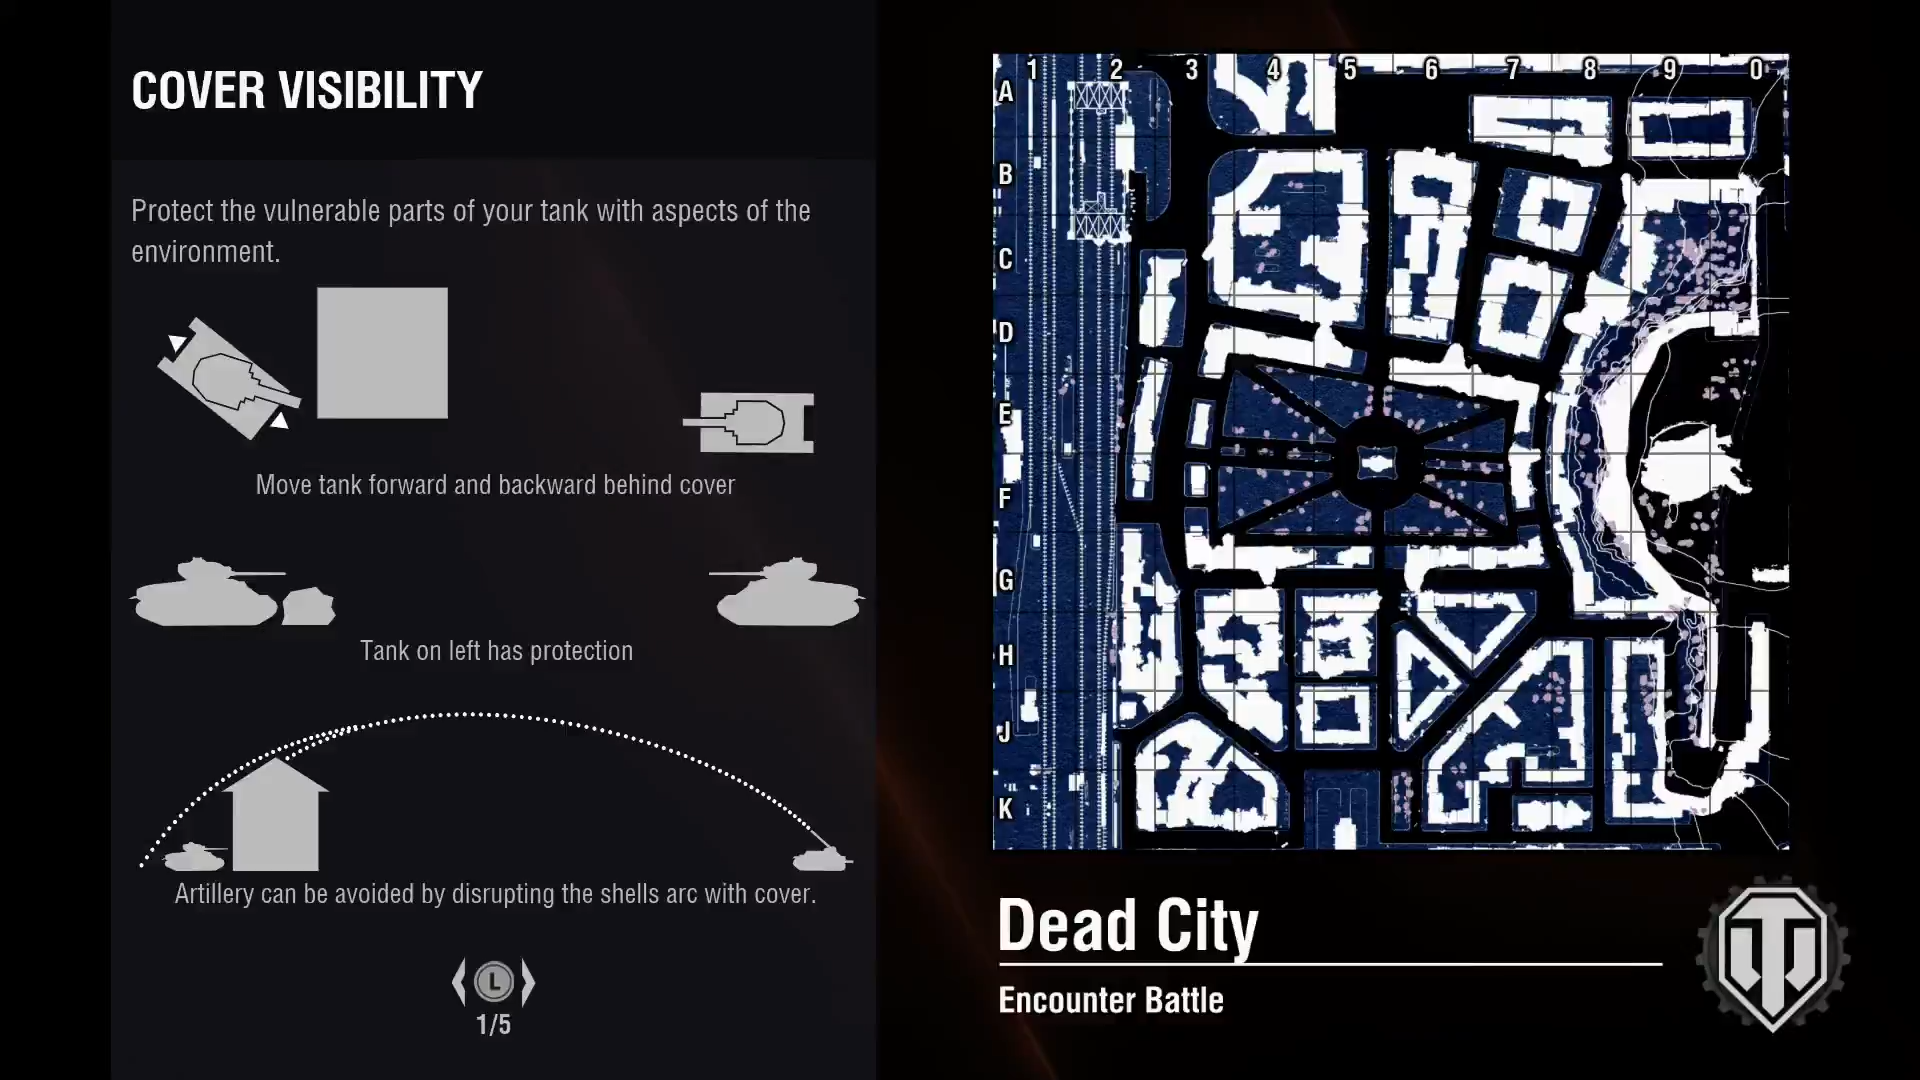 COVER VISIBILITY
Protect the vulnerable parts of your tank with aspects of the
environment.
Move tank forward and backward behind cover
Tank on left has protection
Artillery can be avoided by disrupting the shells arc with cover.
L
1/5
1 2 3 4 5 6 7 8 9 0
A
B
C
D
E
F
G
H
J
K
Dead City
Encounter Battle